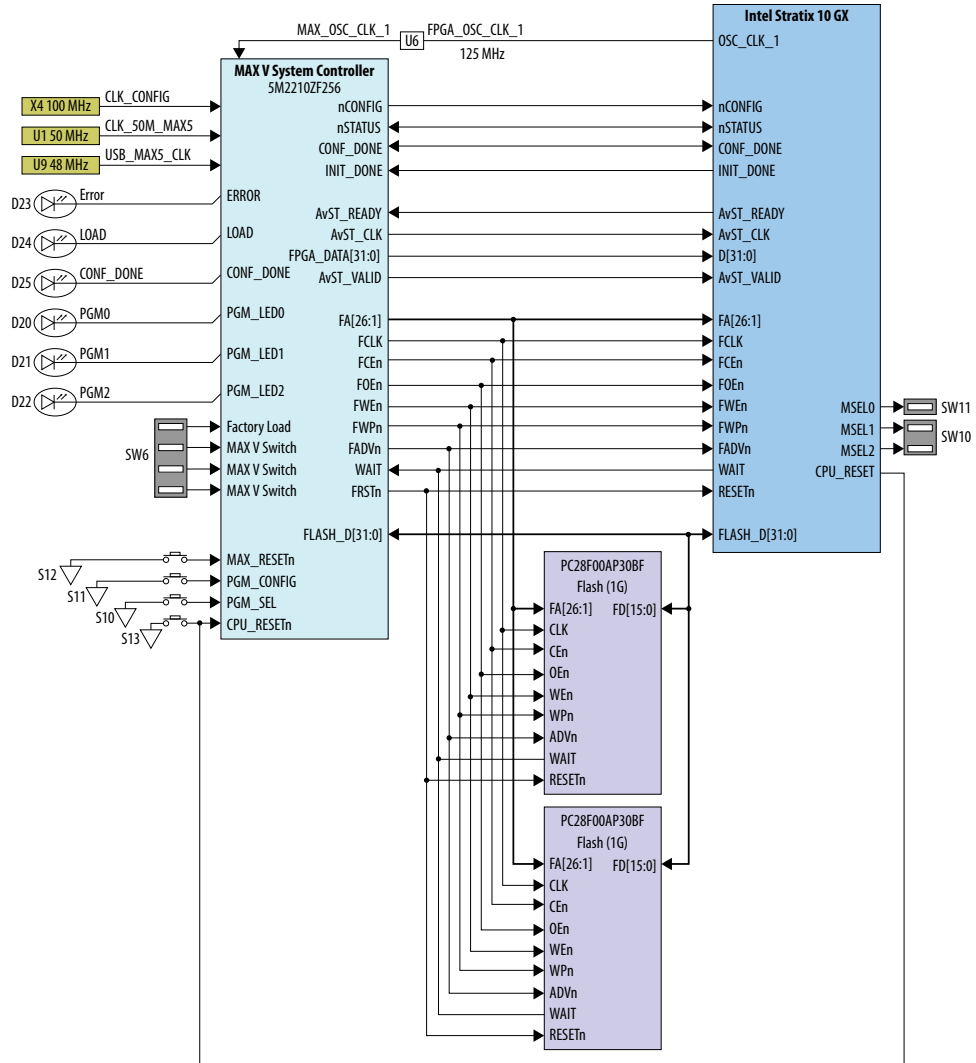 MAX_OSC_CLK_1
U6
FPGA_OSC_CLK_1
125 MHz
Intel Stratix 10 GX
OSC_CLK_1
MAX V System Controller
5M2210ZF256
X4 100 MHz
CLK_CONFIG
U1 50 MHz
CLK_50M_MAX5
U9 48 MHz
USB_MAX5_CLK
nCONFIG
nCONFIG
nSTATUS
nSTATUS
CONF_DONE
CONF_DONE
INIT_DONE
INIT_DONE
D23
Error
ERROR
AvST_READY
AvST_READY
D24
LOAD
LOAD
AvST_CLK
AvST_CLK
FPGA_DATA[31:0]
D[31:0]
D25
CONF_DONE
CONF_DONE
AvST_VALID
AvST_VALID
D20
PGM0
PGM_LED0
FA[26:1]
FA[26:1]
FCLK
FCLK
D21
PGM1
PGM_LED1
FCEn
FCEn
FOEn
FOEn
D22
PGM2
PGM_LED2
FWEn
FWEn
MSEL0
SW11
SW6
Factory Load
FWPn
FWPn
MSEL1
SW10
MAX V Switch
FADVn
FADVn
MSEL2
MAX V Switch
WAIT
WAIT
CPU_RESET
MAX V Switch
FRSTn
RESETn
FLASH_D[31:0]
FLASH_D[31:0]
S12
MAX_RESETn
S11
PGM_CONFIG
S10
PGM_SEL
S13
CPU_RESETn
PC28F00AP30BF
Flash (1G)
FA[26:1]
FD[15:0]
CLK
CEn
OEn
WEn
WPn
ADVn
WAIT
RESETn
PC28F00AP30BF
Flash (1G)
FA[26:1]
FD[15:0]
CLK
CEn
OEn
WEn
WPn
ADVn
WAIT
RESETn